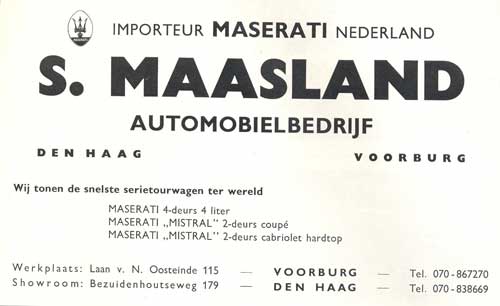 IMPORTEUR MASERATI NEDERLAND
S. MAASLAND
AUTOMOBIELBEDRIJF
DEN HAAG VOORBURG
Wij tonen de snelste serietourwagen ter wereld
MASERATI 4-deurs 4 liter
MASERATI „MISTRAL" 2-deurs coupé
MASERATI „MISTRAL" 2-deurs cabriolet hardtop
Werkplaats: Laan v. N. Oosteinde 115 — VOORBURG — Tel. 070-867270
Showroom: Bezuidenhoutseweg 179 — DEN HAAG — Tel. 070-838669